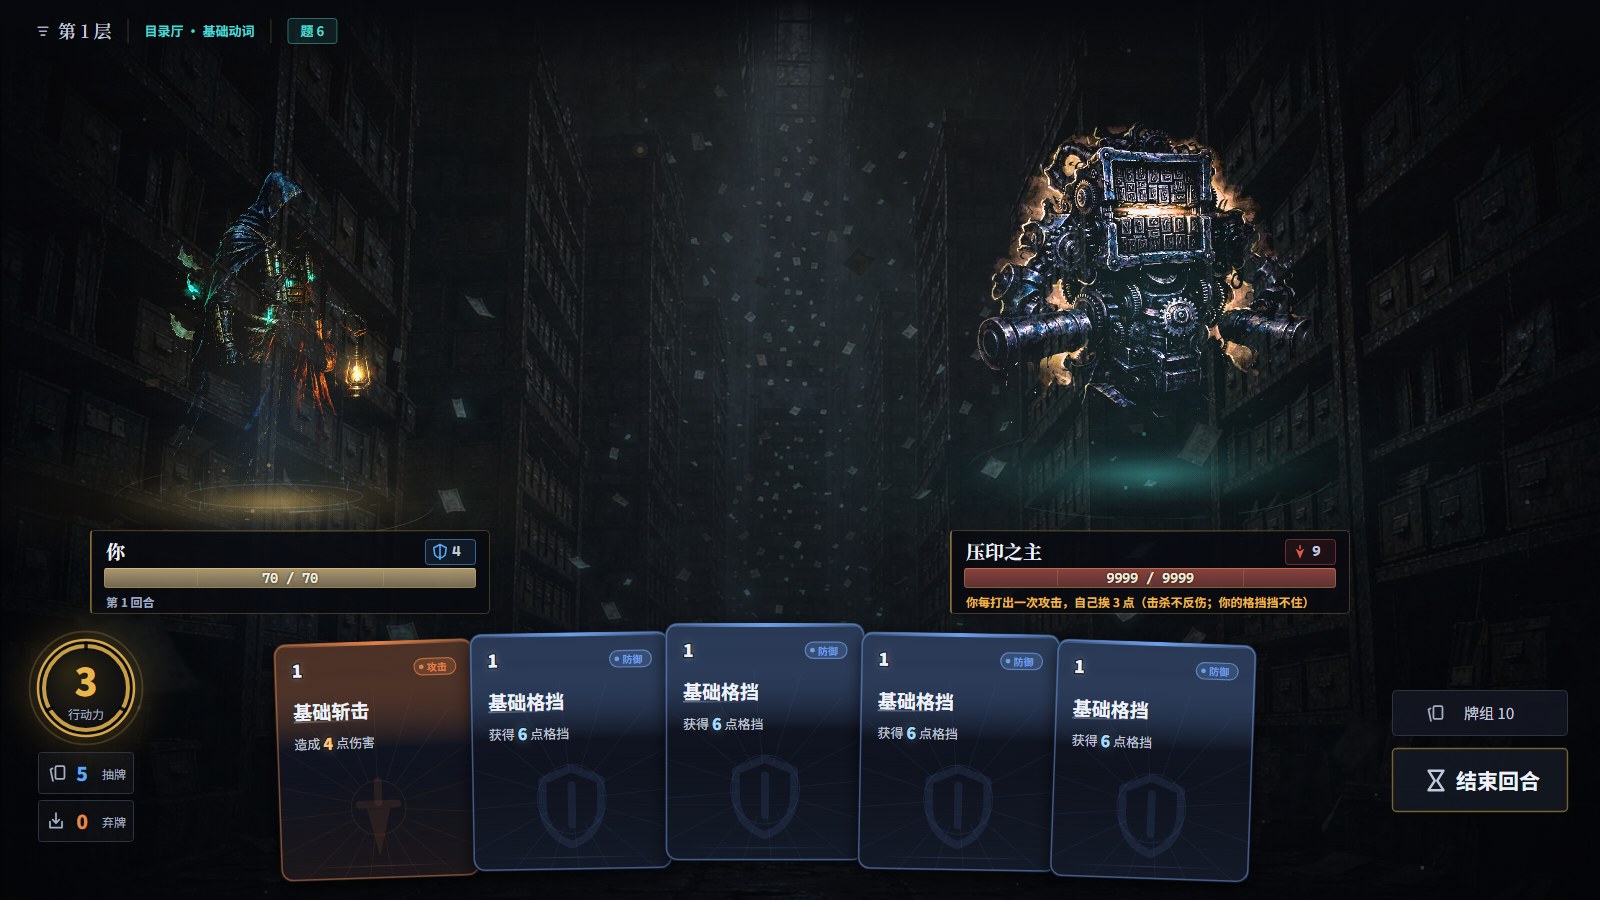 第 1 层
目录厅 · 基础动词
题 6
你
4
70 / 70
第 1 回合
压印之主
9
9999 / 9999
你每打出一次攻击，自己挨 3 点（击杀不反伤；你的格挡挡不住）
3
行动力
5 抽牌
0 弃牌
1
攻击
基础斩击
造成 4 点伤害
1
防御
基础格挡
获得 6 点格挡
1
防御
基础格挡
获得 6 点格挡
1
防御
基础格挡
获得 6 点格挡
1
防御
基础格挡
获得 6 点格挡
牌组 10
结束回合